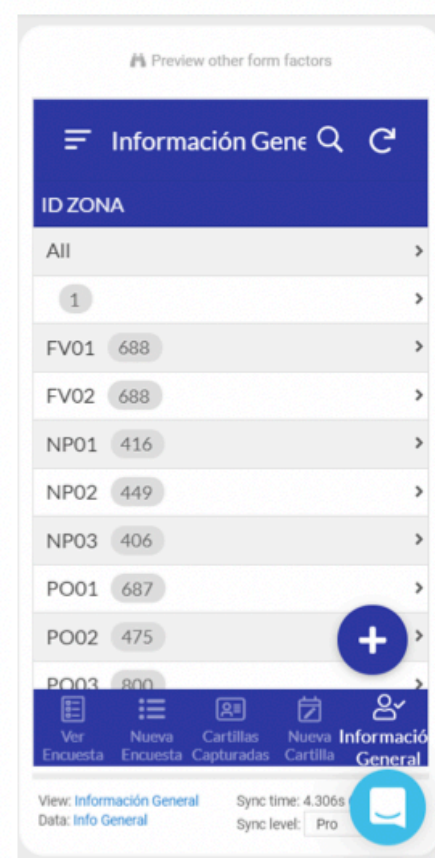 Preview other form factors
Información Gene
ID ZONA
All
1
FV01 688
FV02 688
NP01 416
NP02 449
NP03 406
PO01 687
PO02 475
PO03 800
Ver Encuesta
Nueva Encuesta
Cartillas Capturadas
Nueva Cartilla
Informació General
View: Información General
Data: Info General
Sync time: 4.306s
Sync level: Pro